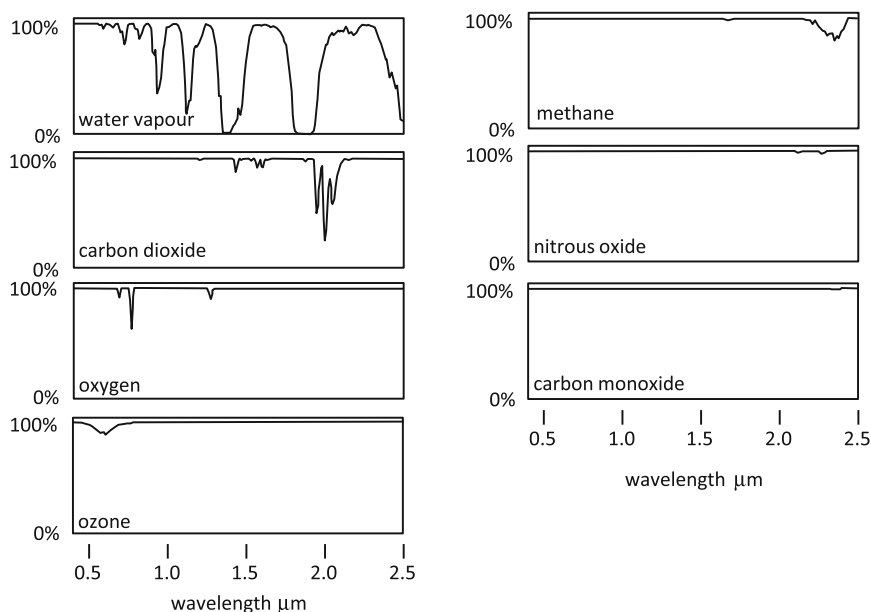 100%
water vapour
0%
100%
carbon dioxide
0%
100%
oxygen
0%
100%
ozone
0%
0.5 1.0 1.5 2.0 2.5
wavelength μm
100%
methane
0%
100%
nitrous oxide
0%
100%
carbon monoxide
0%
0.5 1.0 1.5 2.0 2.5
wavelength μm